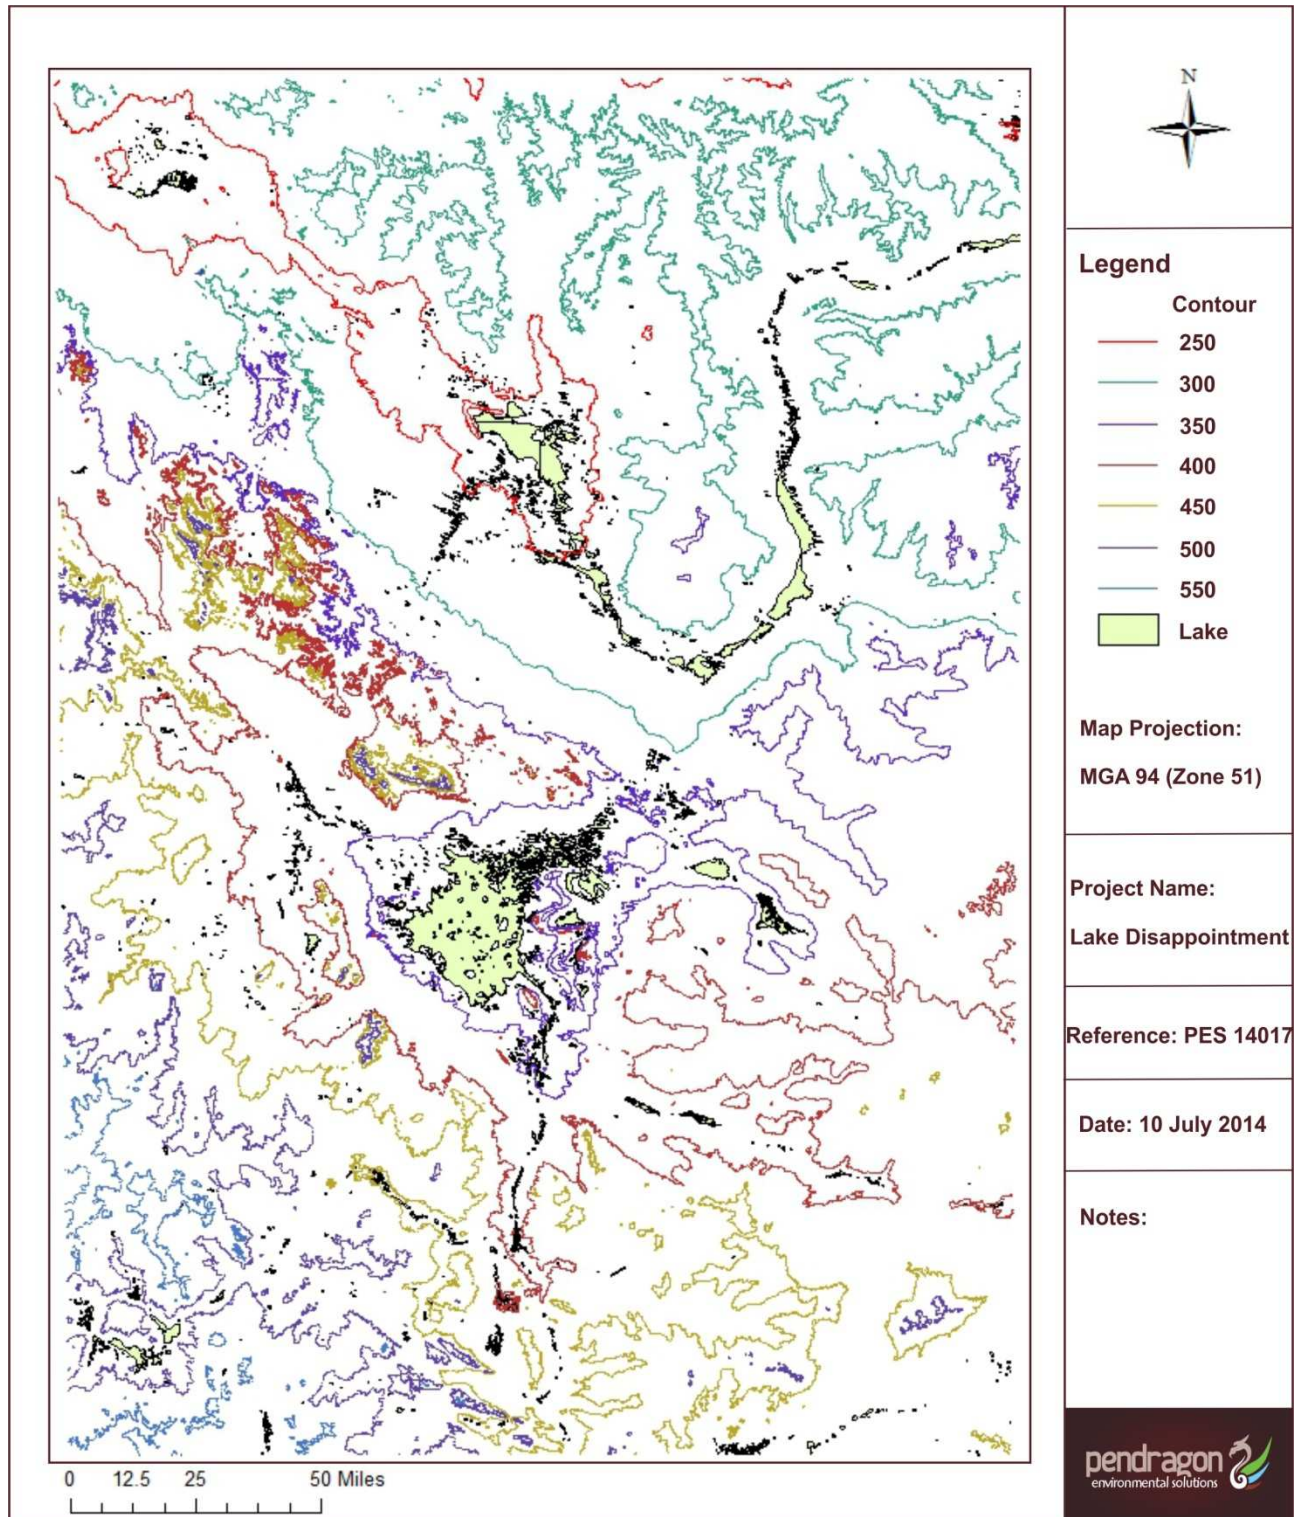 N
Legend
Contour
250
300
350
400
450
500
550
Lake
Map Projection:
MGA 94 (Zone 51)
Project Name:
Lake Disappointment
Reference: PES 14017
Date: 10 July 2014
Notes:
pendragon
environmental solutions
0 12.5 25 50 Miles